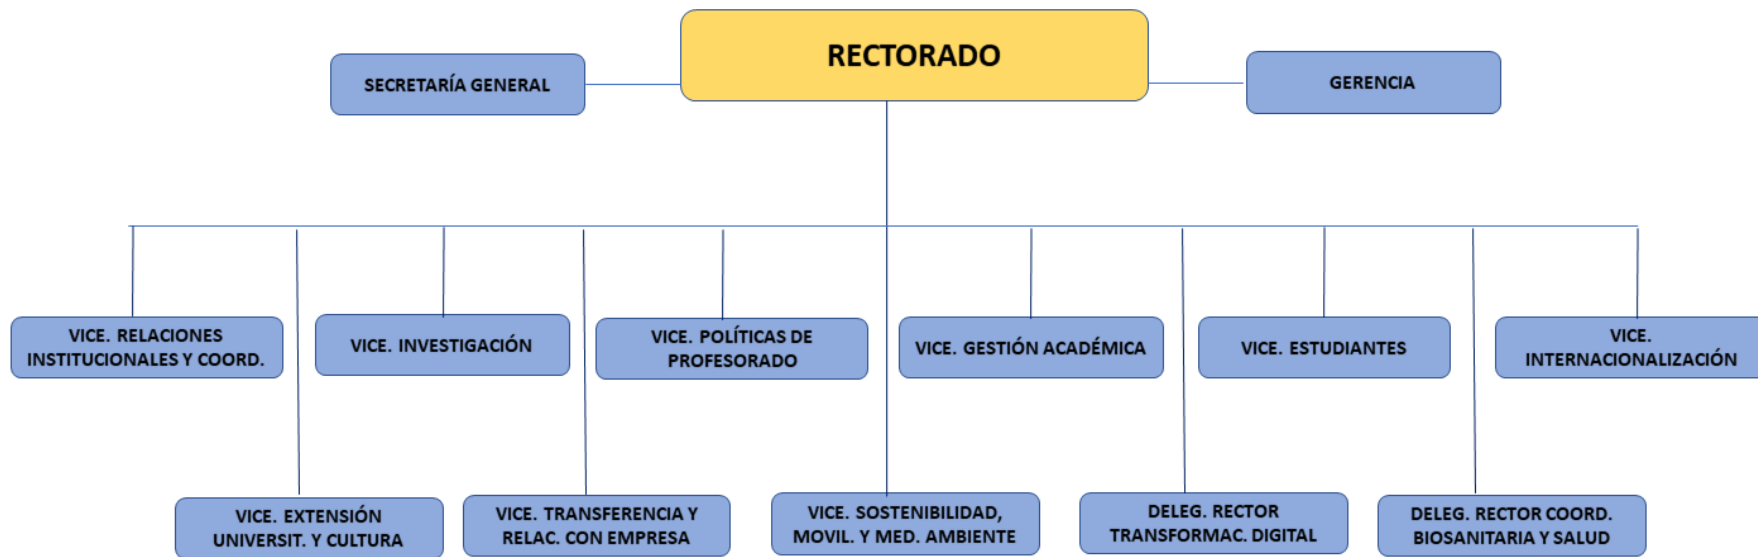 RECTORADO
SECRETARÍA GENERAL
GERENCIA
VICE. RELACIONES
INSTITUCIONALES Y COORD.
VICE. INVESTIGACIÓN
VICE. POLÍTICAS DE
PROFESORADO
VICE. GESTIÓN ACADÉMICA
VICE. ESTUDIANTES
VICE.
INTERNACIONALIZACIÓN
VICE. EXTENSIÓN
UNIVERSIT. Y CULTURA
VICE. TRANSFERENCIA Y
RELAC. CON EMPRESA
VICE. SOSTENIBILIDAD,
MOVIL. Y MED. AMBIENTE
DELEG. RECTOR
TRANSFORMAC. DIGITAL
DELEG. RECTOR COORD.
BIOSANITARIA Y SALUD